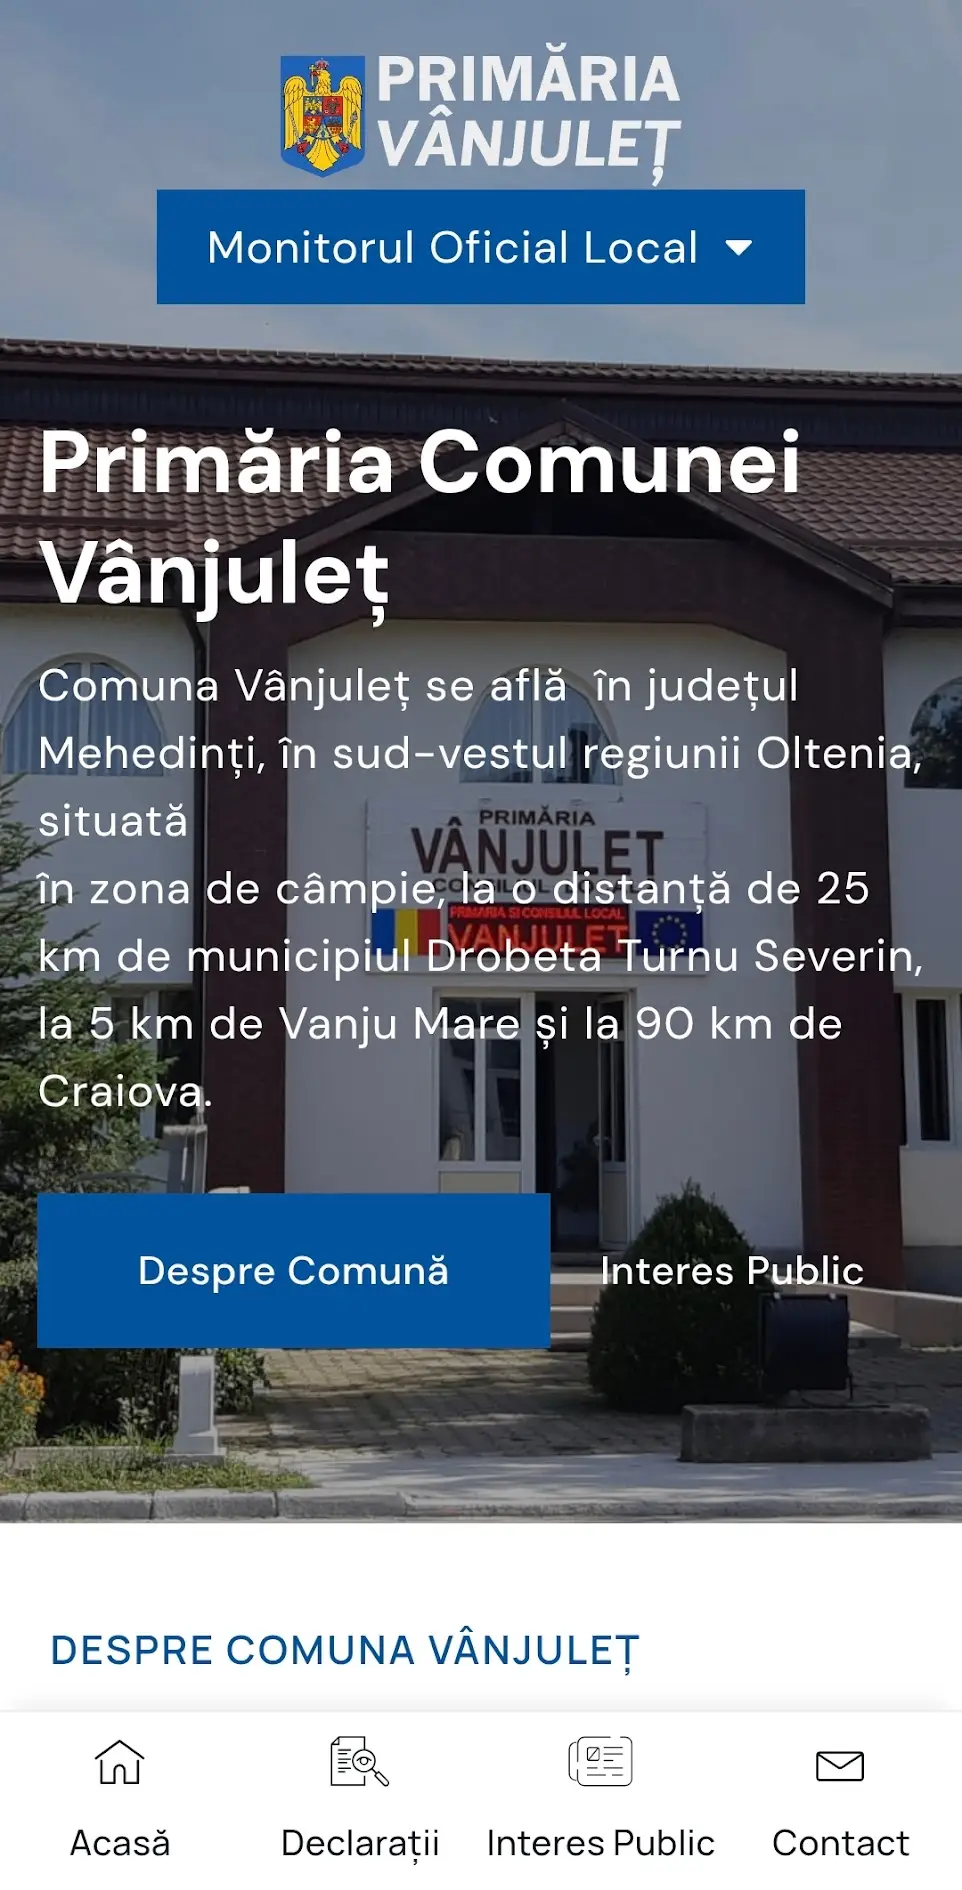 PRIMĂRIA
VÂNJULEȚ
Monitorul Oficial Local
Primăria Comunei
Vânjuleț
Comuna Vânjuleț se află în județul
Mehedinți, în sud-vestul regiunii Oltenia,
situată
în zona de câmpie, la o distanță de 25
km de municipiul Drobeta Turnu Severin,
la 5 km de Vanju Mare și la 90 km de
Craiova.
PRIMĂRIA
VÂNJULEȚ
PRIMARIA SI CONSILIUL LOCAL
VANJULET
Despre Comună
Interes Public
DESPRE COMUNA VÂNJULEȚ
Acasă
Declarații
Interes Public
Contact